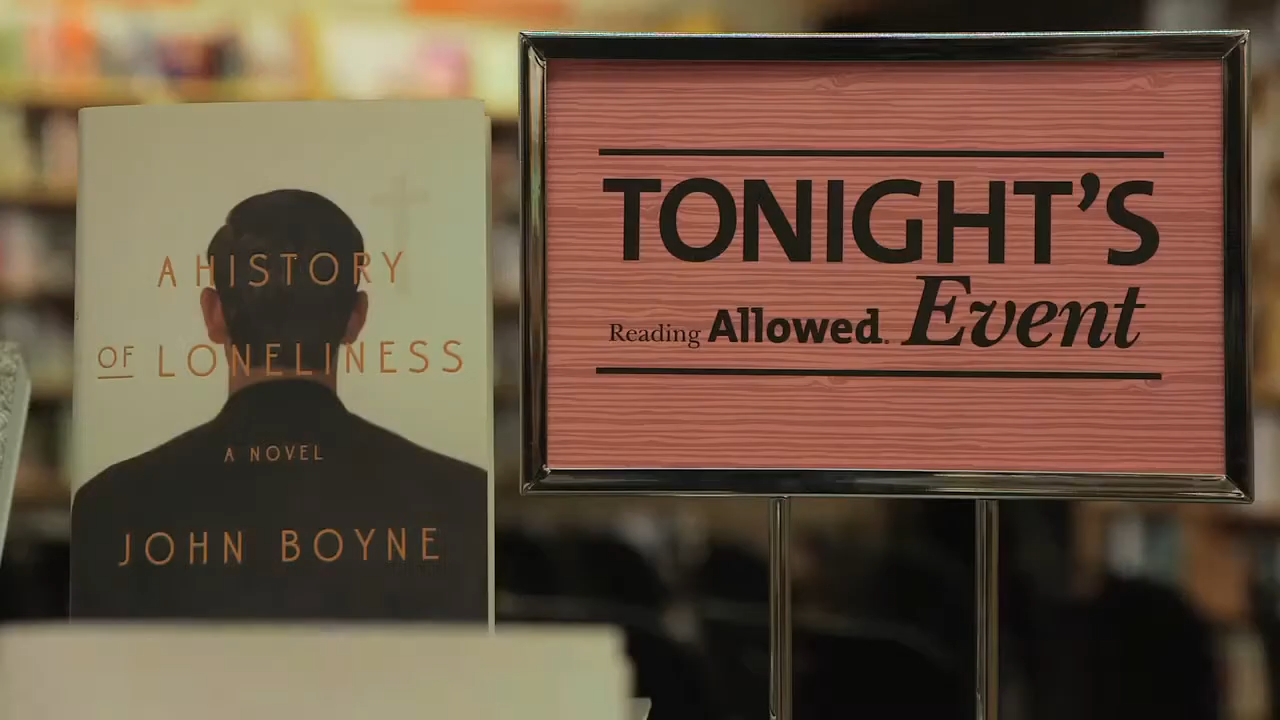 A HISTORY
OF LONELINESS
A NOVEL
JOHN BOYNE
TONIGHT'S
Reading Allowed. Event